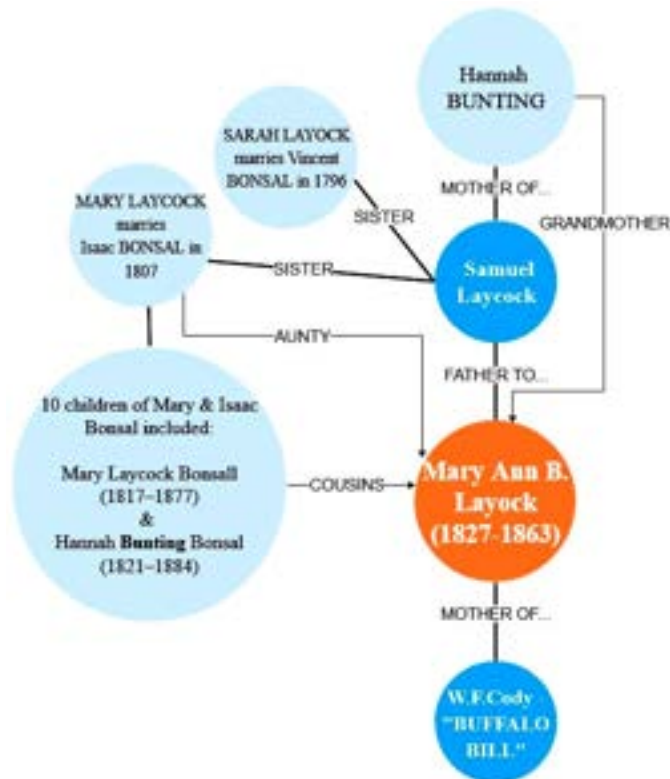 Hannah
BUNTING
SARAH LAYOCK
marries Vincent
BONSAL in 1796
MOTHER OF...
MARY LAYCOCK
marries
Isaac BONSAL in
1807
SISTER
GRANDMOTHER
SISTER
Samuel
Laycock
AUNTY
FATHER TO...
10 children of Mary & Isaac
Bonsal included:
Mary Laycock Bonsall
(1817–1877)
&
Hannah Bunting Bonsal
(1821–1884)
COUSINS
Mary Ann B.
Layock
(1827-1863)
MOTHER OF...
W.F.Cody
"BUFFALO
BILL"